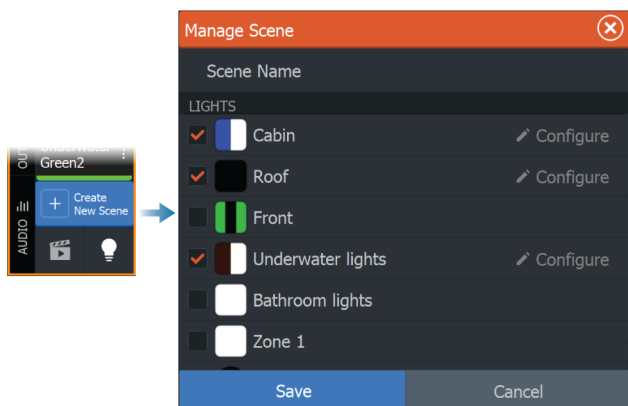 OUT
Underwater
Green2
Create
New Scene
AUDIO
Manage Scene
Scene Name
LIGHTS
Cabin
Configure
Roof
Configure
Front
Underwater lights
Configure
Bathroom lights
Zone 1
Save
Cancel